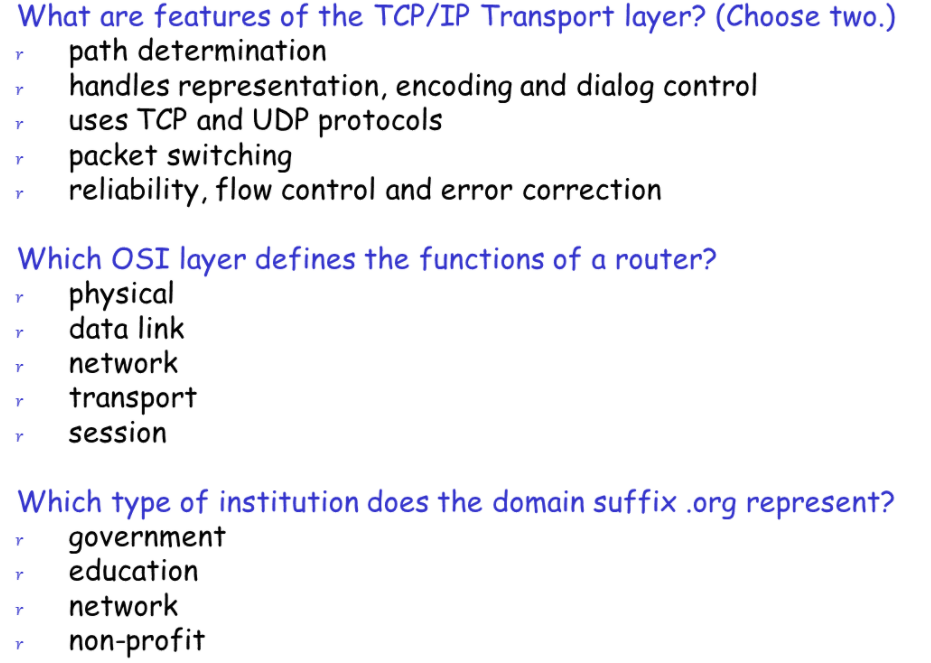 What are features of the TCP/IP Transport layer? (Choose two.)
r path determination
r handles representation, encoding and dialog control
r uses TCP and UDP protocols
r packet switching
r reliability, flow control and error correction
Which OSI layer defines the functions of a router?
r physical
r data link
r network
r transport
r session
Which type of institution does the domain suffix .org represent?
r government
r education
r network
r non-profit